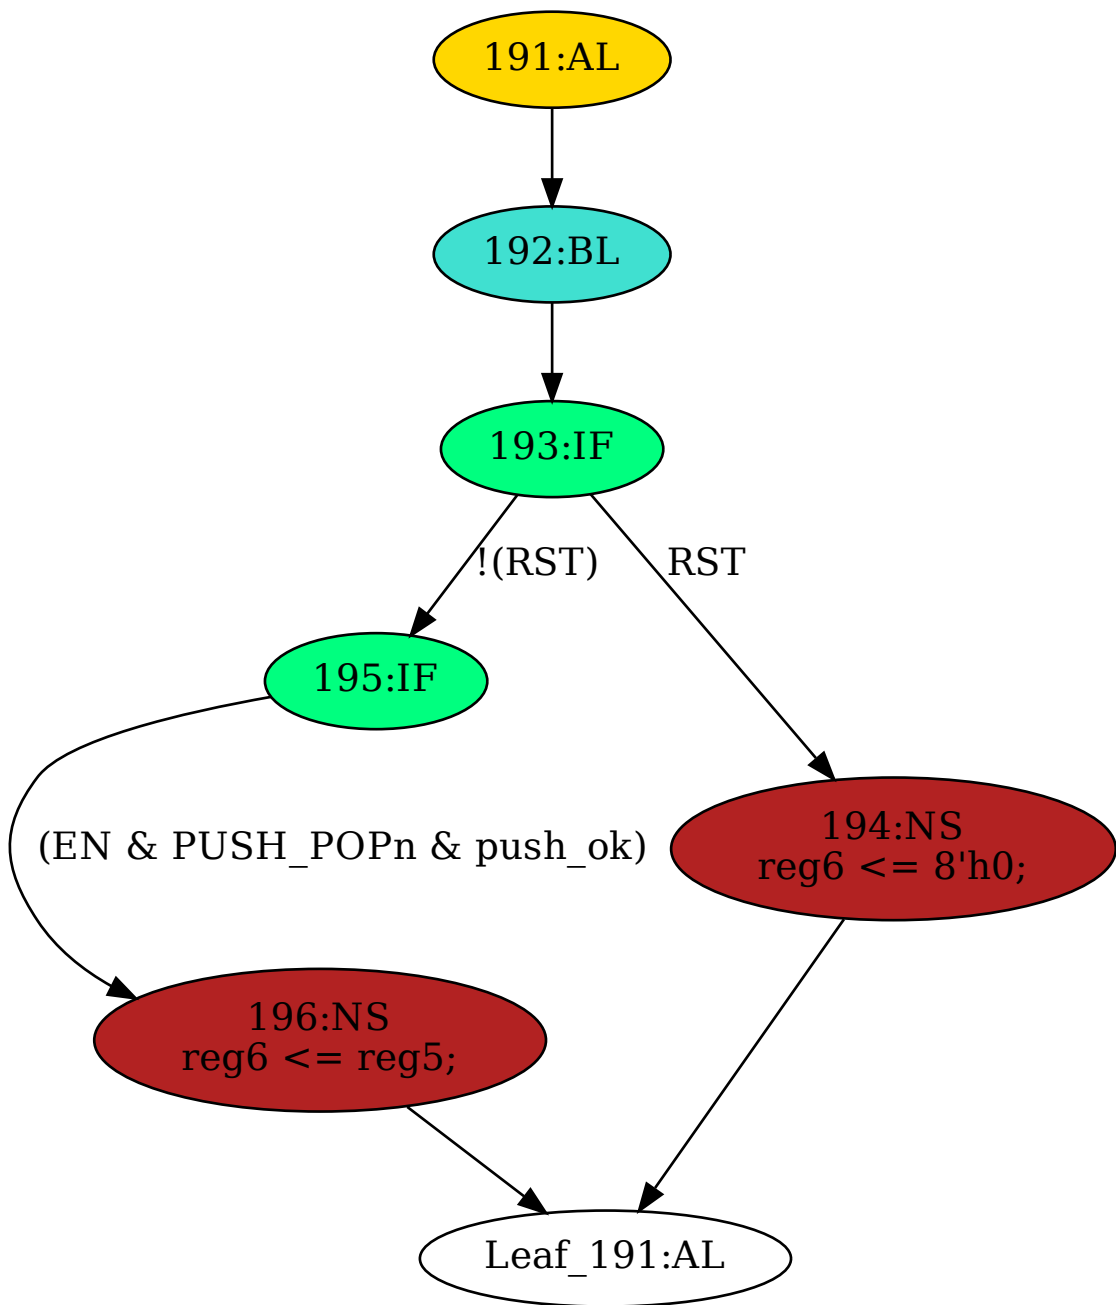 191:AL
192:BL
193:IF
!(RST)
RST
195:IF
(EN & PUSH_POPn & push_ok)
194:NS
reg6 <= 8'h0;
196:NS
reg6 <= reg5;
Leaf_191:AL